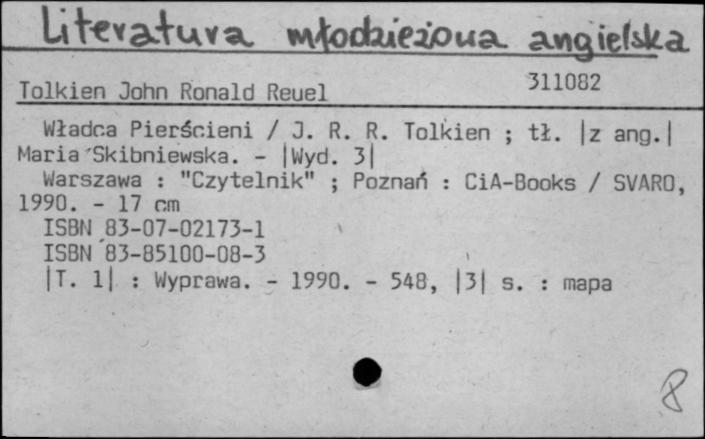 Literatura młodzieżowa angielska
311082
Tolkien John Ronald Reuel
Władca Pierścieni / J. R. R. Tolkien ; tł. |z ang.|
Maria Skibniewska. - |Wyd. 3|
Warszawa : "Czytelnik" ; Poznań : CiA-Books / SVARO,
1990. - 17 cm
ISBN 83-07-02173-1
ISBN 83-85100-08-3
|T. 1| : Wyprawa. - 1990. - 548, |3| s. : mapa
8